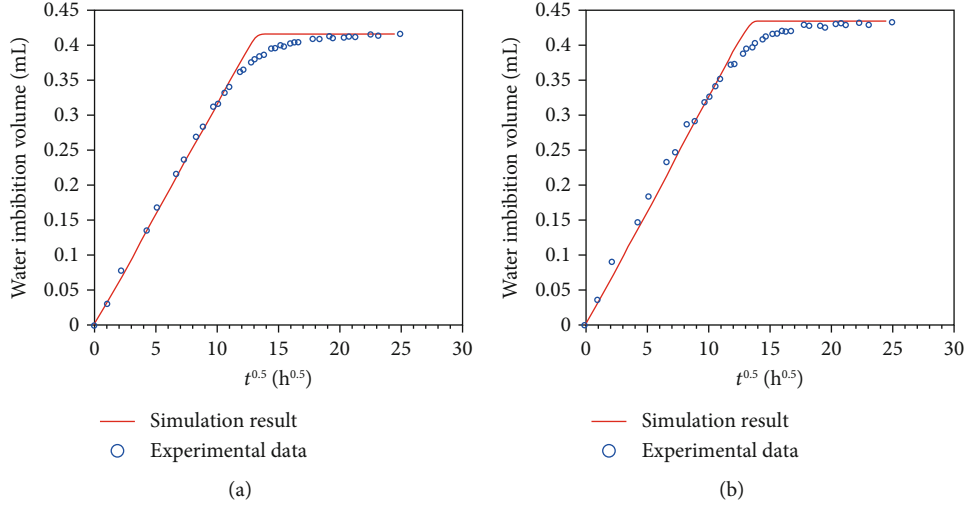 0.45
0.4
0.35
0.3
0.25
0.2
0.15
0.1
0.05
0
Water imbibition volume (mL)
0 5 10 15 20 25 30
t^0.5 (h^0.5)
Simulation result
Experimental data
(a)
0.45
0.4
0.35
0.3
0.25
0.2
0.15
0.1
0.05
0
Water imbibition volume (mL)
0 5 10 15 20 25 30
t^0.5 (h^0.5)
Simulation result
Experimental data
(b)